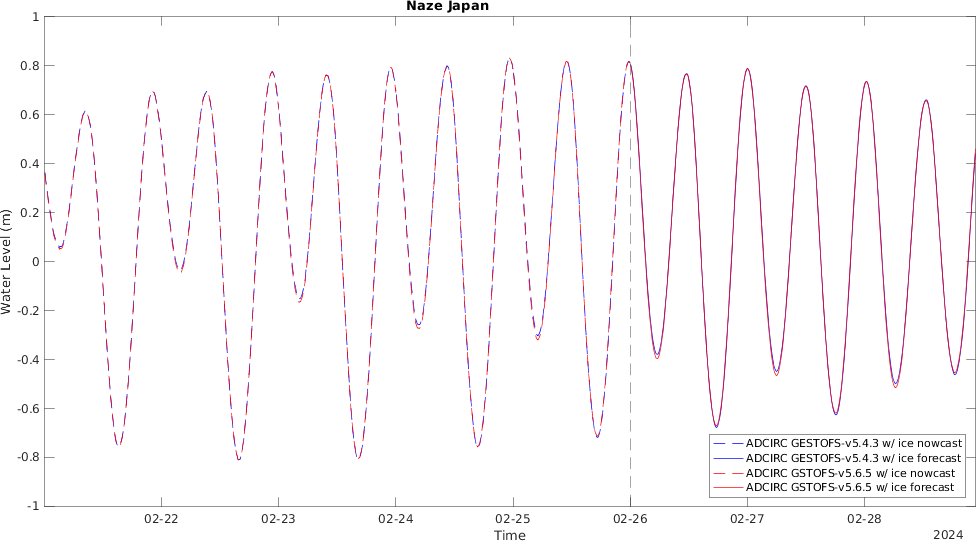 Naze Japan
1
0.8
0.6
0.4
0.2
0
-0.2
-0.4
-0.6
-0.8
-1
Water Level (m)
ADCIRC GESTOFS-v5.4.3 w/ ice nowcast
ADCIRC GESTOFS-v5.4.3 w/ ice forecast
ADCIRC GSTOFS-v5.6.5 w/ ice nowcast
ADCIRC GSTOFS-v5.6.5 w/ ice forecast
02-22 02-23 02-24 02-25 02-26 02-27 02-28
Time
2024